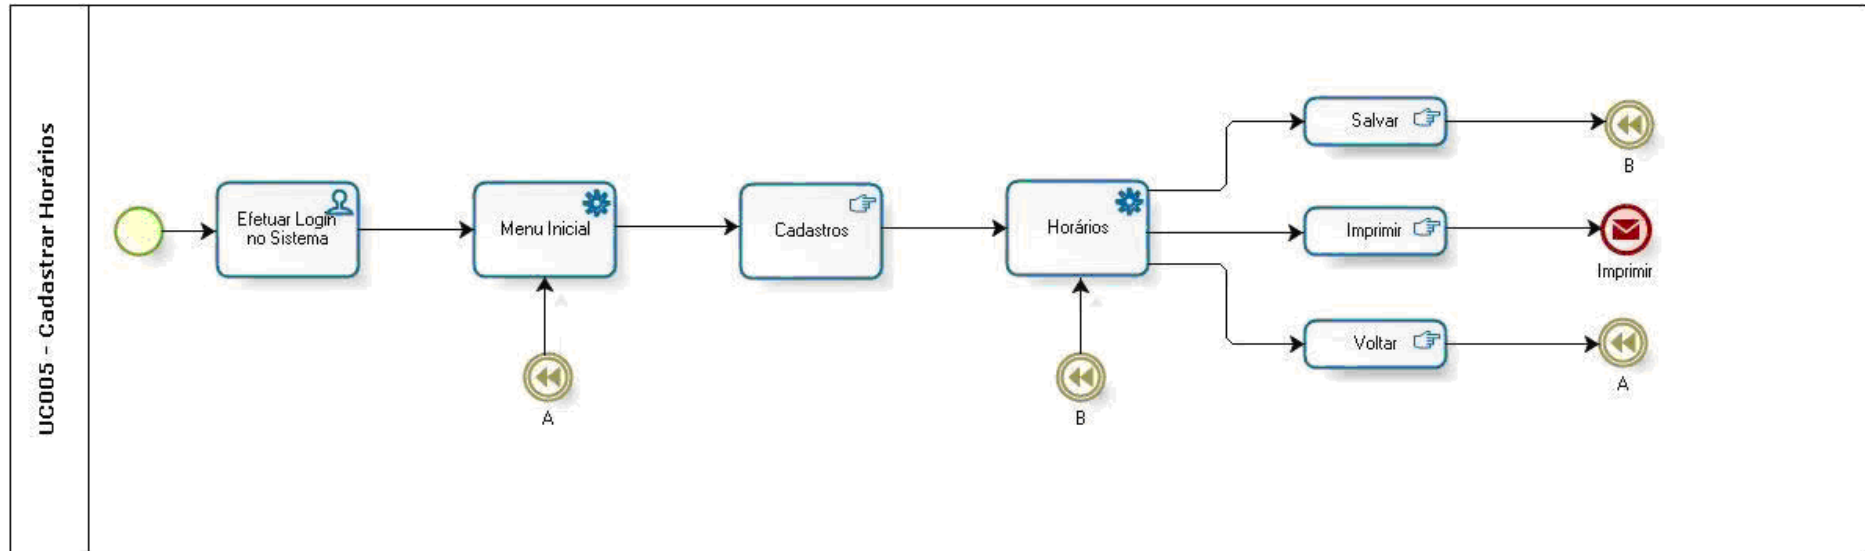 UC005 - Cadastrar Horários
Efetuar Login
no Sistema
Menu Inicial
Cadastros
Horários
Salvar
B
Imprimir
Imprimir
Voltar
A
A
B